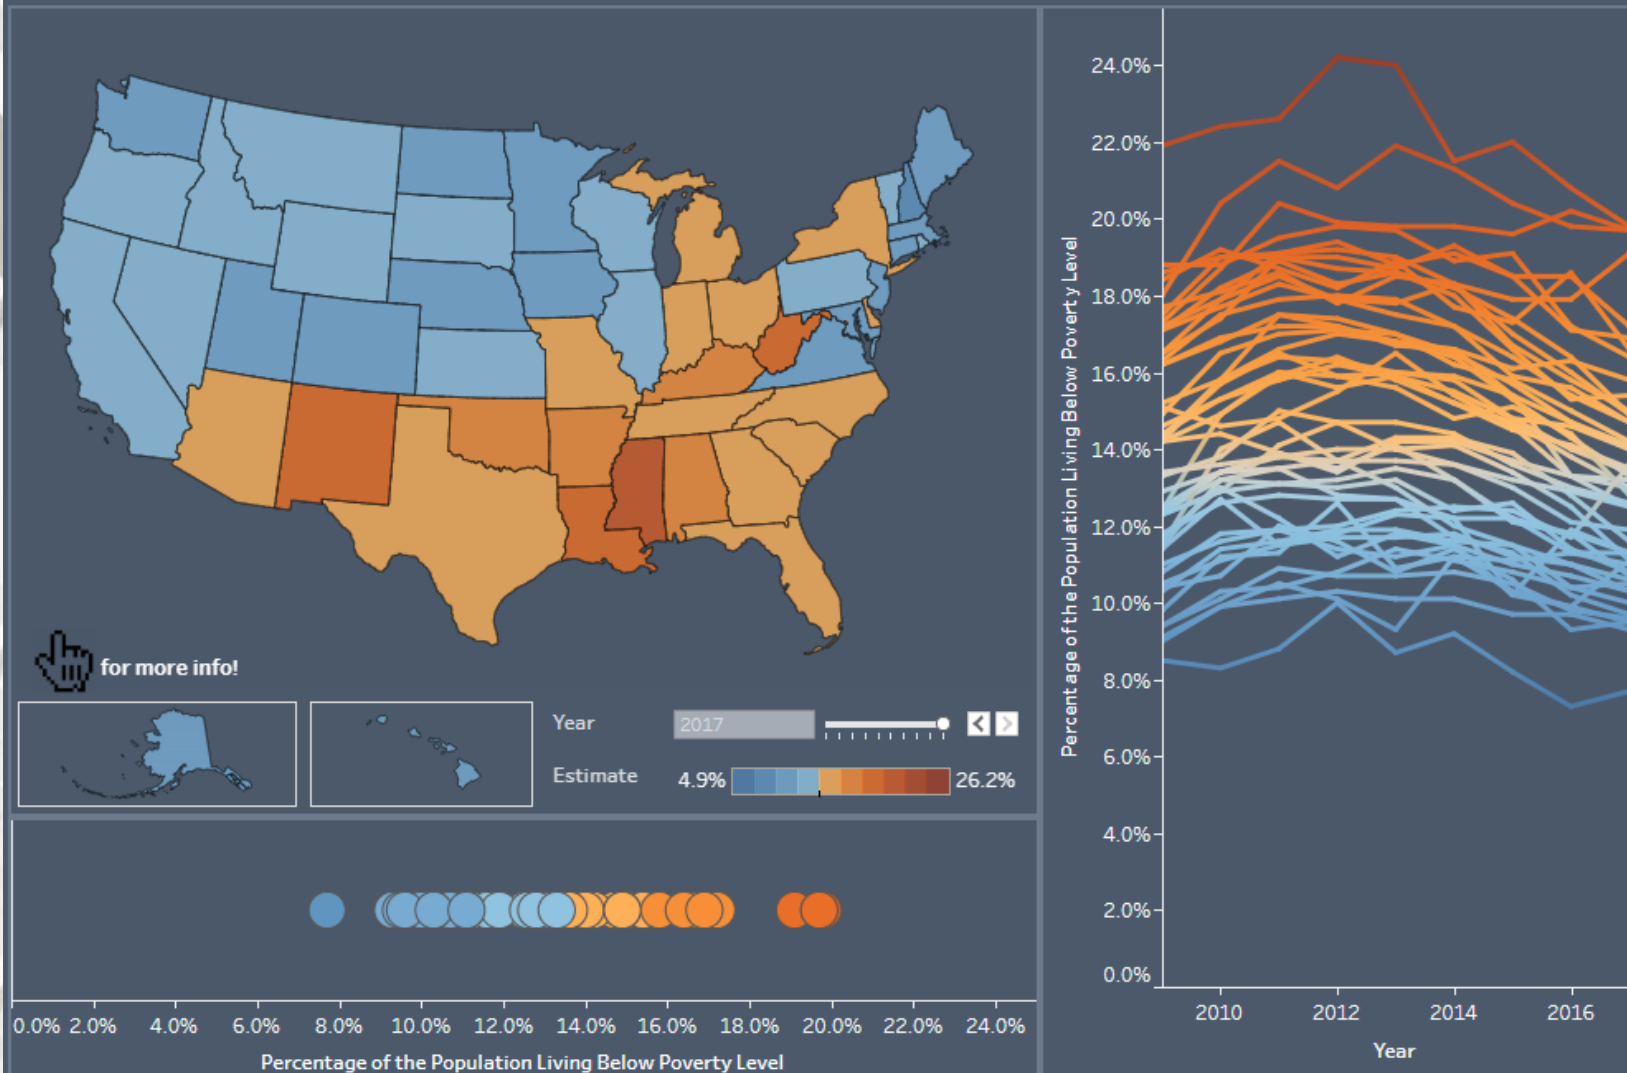 for more info!
Year
2017
Estimate
4.9%
26.2%
0.0% 2.0% 4.0% 6.0% 8.0% 10.0% 12.0% 14.0% 16.0% 18.0% 20.0% 22.0% 24.0%
Percentage of the Population Living Below Poverty Level
24.0%
22.0%
20.0%
18.0%
16.0%
14.0%
12.0%
10.0%
8.0%
6.0%
4.0%
2.0%
0.0%
Percentage of the Population Living Below Poverty Level
2010 2012 2014 2016
Year